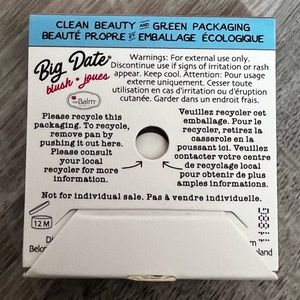 CLEAN BEAUTY AND GREEN PACKAGING
BEAUTÉ PROPRE ET EMBALLAGE ÉCOLOGIQUE
Big Date®
blush • joues
theBalm®
Warnings: For external use only.
Discontinue use if signs of irritation or rash
appear. Keep cool. Attention: Pour usage
externe uniquement. Cesser toute
utilisation en cas d'irritation ou d'éruption
cutanée. Garder dans un endroit frais.
Please recycle this
packaging. To recycle,
remove pan by
pushing it out here.
Please consult
your local
recycler for more
information.
Veuillez recycler cet
emballage. Pour le
recycler, retirez la
casserole en la
poussant ici. Veuillez
contacter votre centre
de recyclage local
pour obtenir de plus
amples informations.
Not for individual sale. Pas à vendre individuelle.
12 M